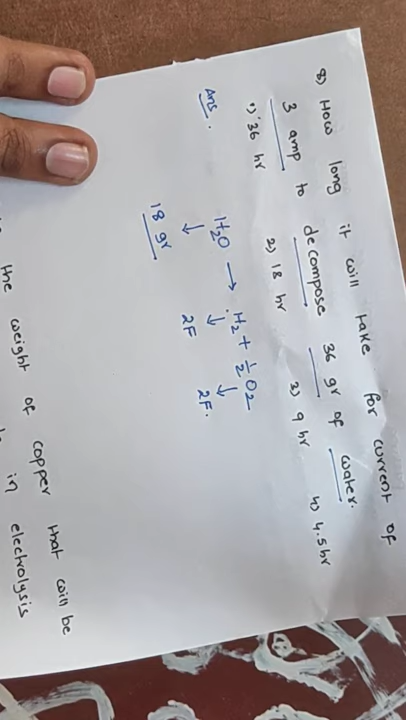 8) How long it will take for current of
3 amp to decompose 36 gr of water.
1) 36 hr 2) 18 hr 3) 9 hr 4) 4.5 hr
Ans.
H2O → H2 + 1/2 O2
↓ ↓ ↓
18 gr 2F 2F.
the weight of copper that will be
in electrolysis